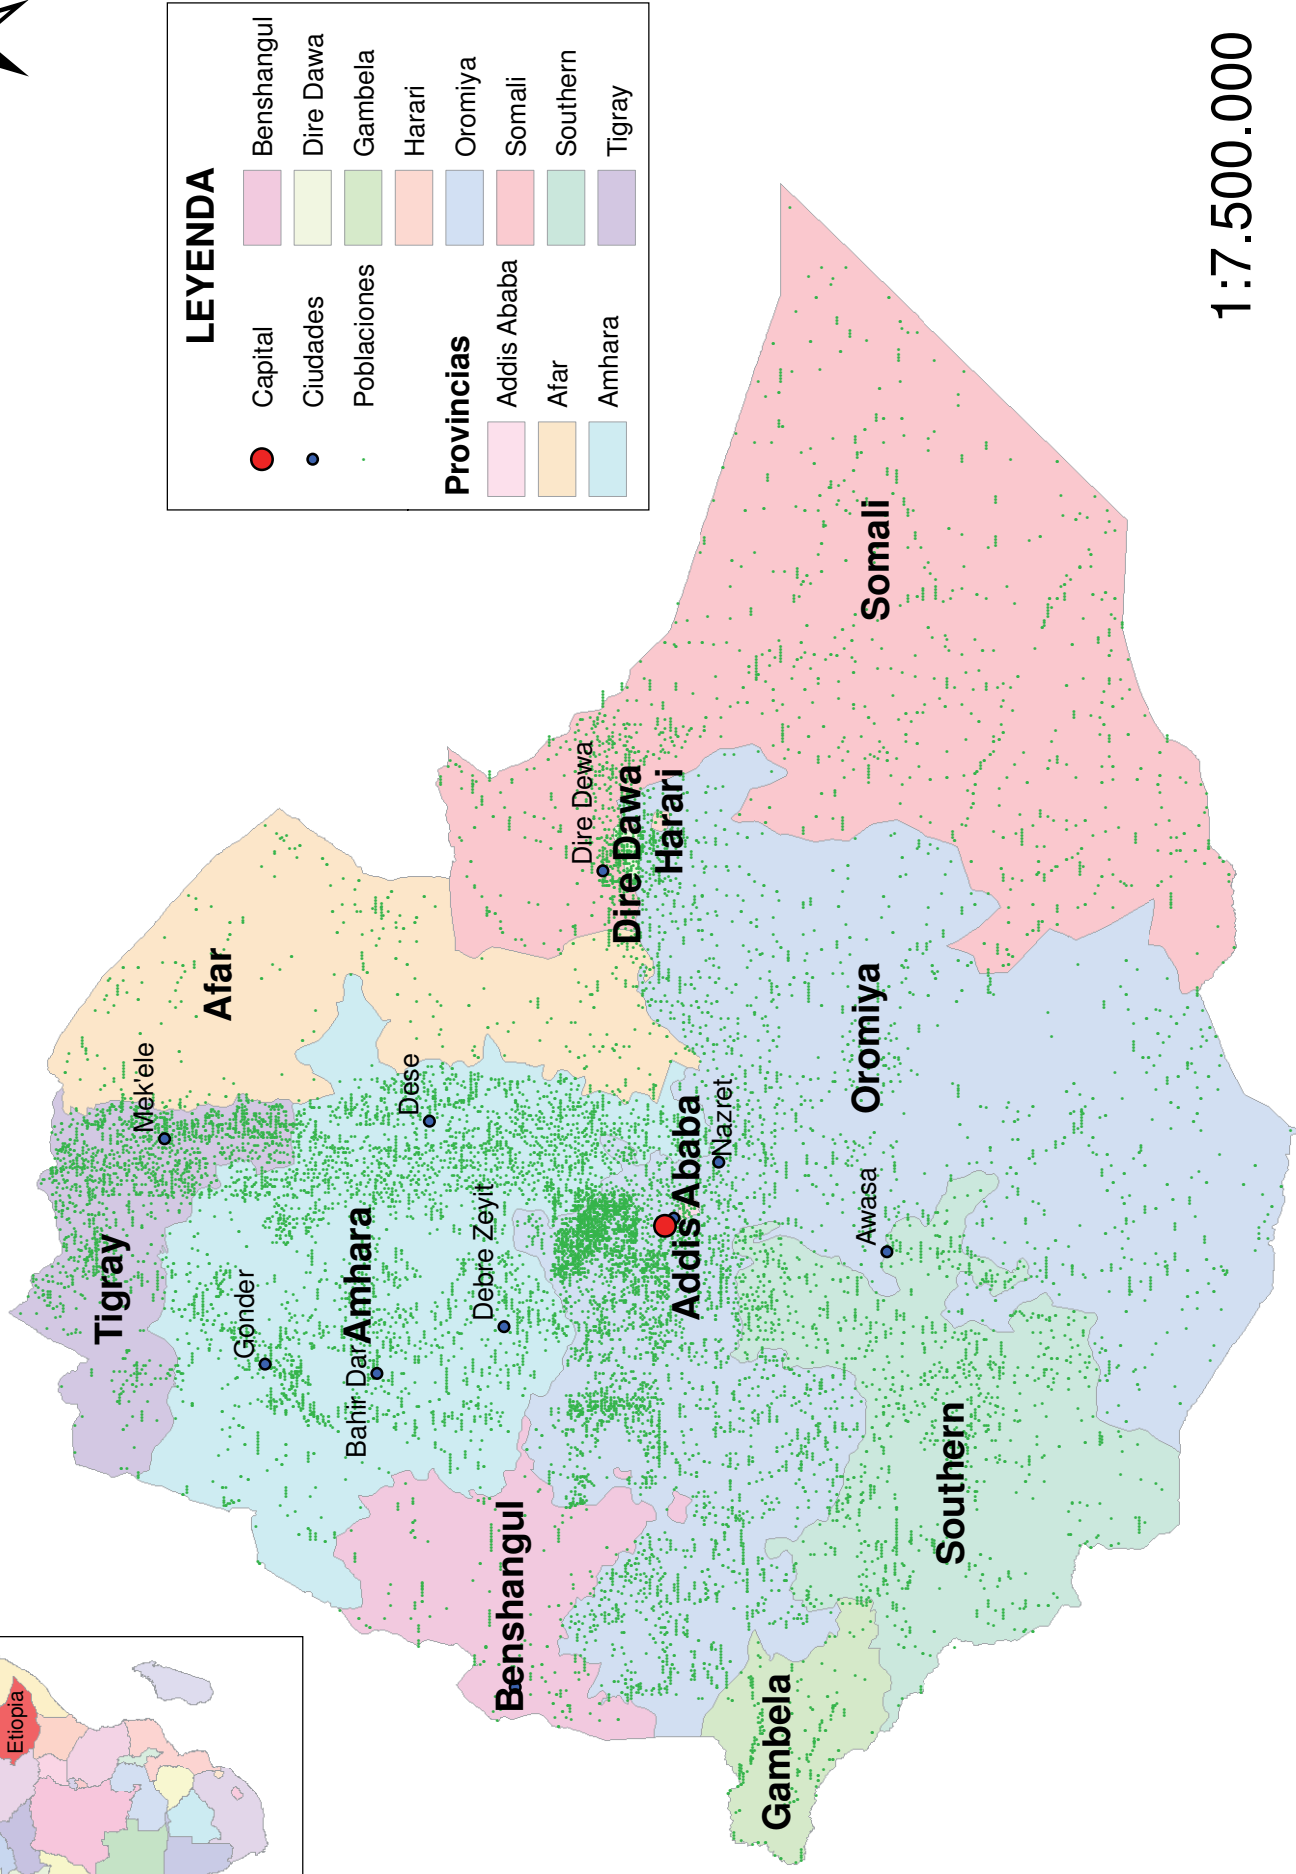 LEYENDA
Capital
Ciudades
Poblaciones
Provincias
Addis Ababa
Afar
Amhara
Benshangul
Dire Dawa
Gambela
Harari
Oromiya
Somali
Southern
Tigray
Tigray
Mek'ele
Afar
Gonder
Amhara
Bahir Dar
Dese
Debre Zeyit
Benshangul
Dire Dewa
Dire Dawa
Harari
Addis Ababa
Nazret
Gambela
Awasa
Oromiya
Somali
Southern
Etiopia
1:7.500.000